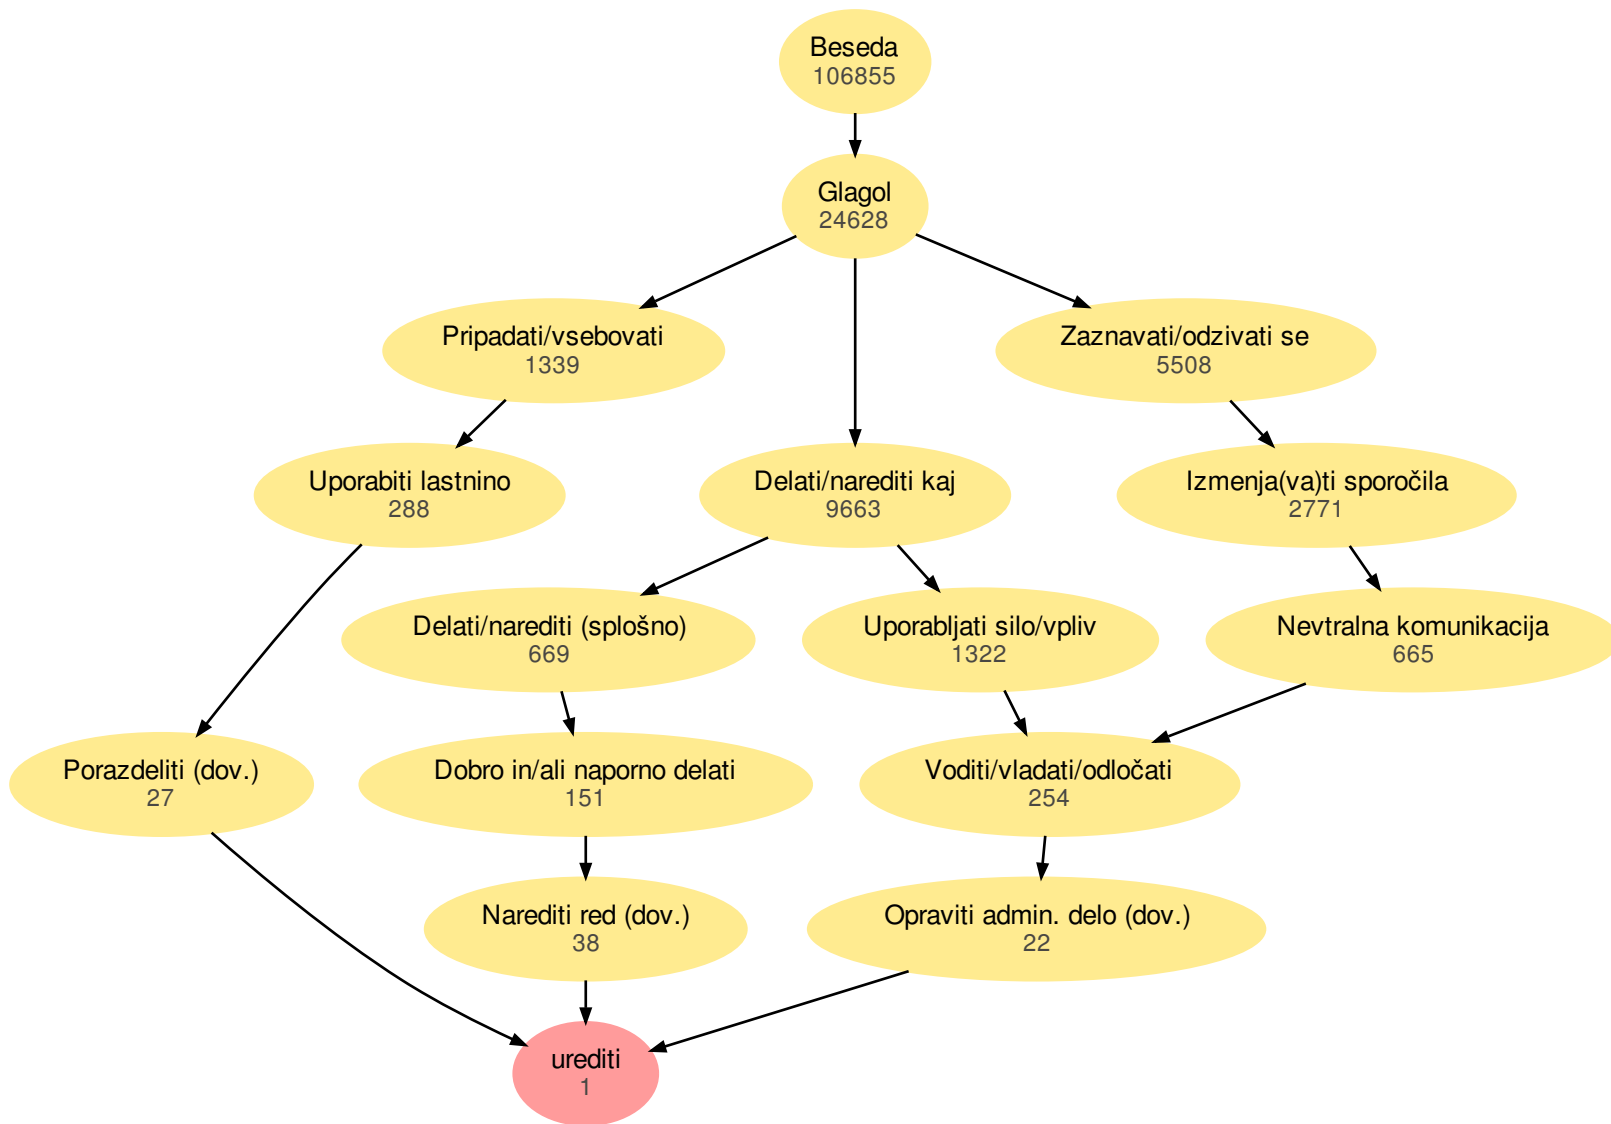 Beseda
106855
Glagol
24628
Pripadati/vsebovati
1339
Zaznavati/odzivati se
5508
Uporabiti lastnino
288
Delati/narediti kaj
9663
Izmenja(va)ti sporočila
2771
Delati/narediti (splošno)
669
Uporabljati silo/vpliv
1322
Nevtralna komunikacija
665
Porazdeliti (dov.)
27
Dobro in/ali naporno delati
151
Voditi/vladati/odločati
254
Narediti red (dov.)
38
Opraviti admin. delo (dov.)
22
urediti
1